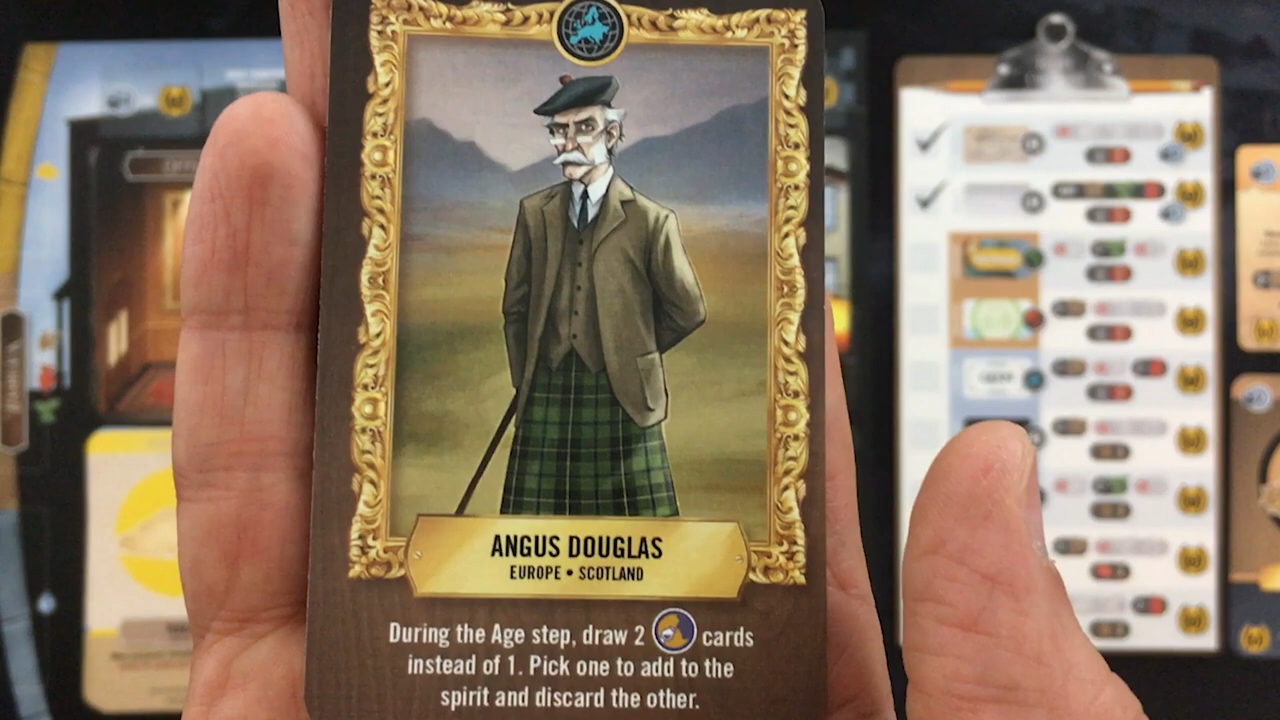 ANGUS DOUGLAS
EUROPE • SCOTLAND
During the Age step, draw 2 cards
instead of 1. Pick one to add to the
spirit and discard the other.